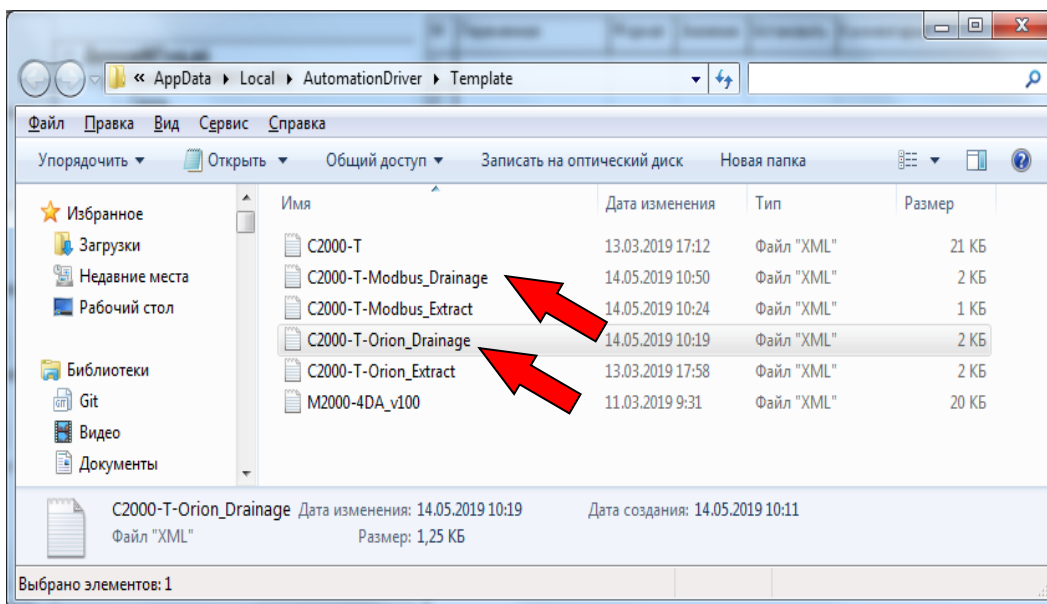 « AppData Local AutomationDriver Template
Файл Правка Вид Сервис Справка
Упорядочить Открыть Общий доступ Записать на оптический диск Новая папка
Избранное
Загрузки
Недавние места
Рабочий стол
Библиотеки
Git
Видео
Документы
Имя Дата изменения Тип Размер
C2000-T 13.03.2019 17:12 Файл "XML" 21 КБ
C2000-T-Modbus_Drainage 14.05.2019 10:50 Файл "XML" 2 КБ
C2000-T-Modbus_Extract 14.05.2019 10:24 Файл "XML" 1 КБ
C2000-T-Orion_Drainage 14.05.2019 10:19 Файл "XML" 2 КБ
C2000-T-Orion_Extract 13.03.2019 17:58 Файл "XML" 2 КБ
M2000-4DA_v100 11.03.2019 9:31 Файл "XML" 20 КБ
C2000-T-Orion_Drainage Дата изменения: 14.05.2019 10:19 Дата создания: 14.05.2019 10:11
Файл "XML" Размер: 1,25 КБ
Выбрано элементов: 1